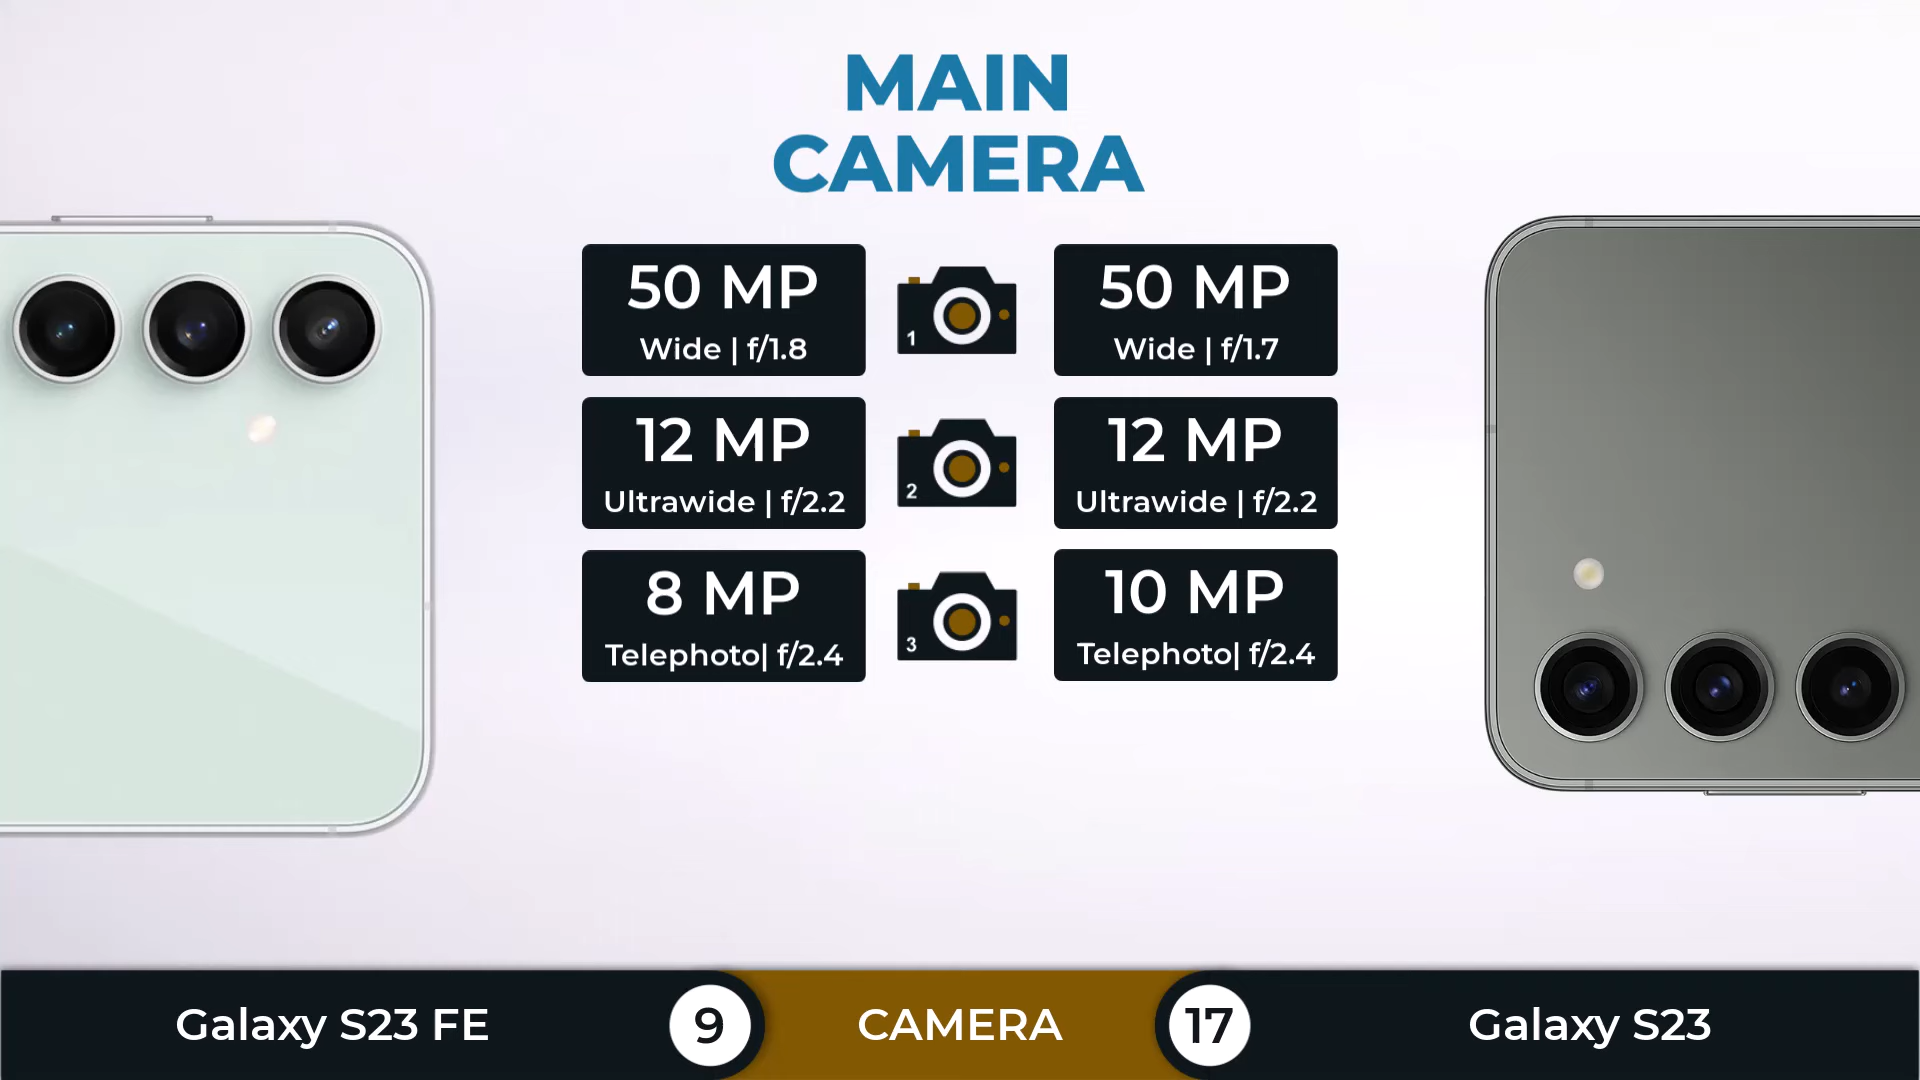 MAIN
CAMERA
50 MP
Wide | f/1.8
1
50 MP
Wide | f/1.7
12 MP
Ultrawide | f/2.2
2
12 MP
Ultrawide | f/2.2
8 MP
Telephoto| f/2.4
3
10 MP
Telephoto| f/2.4
Galaxy S23 FE
9
CAMERA
17
Galaxy S23